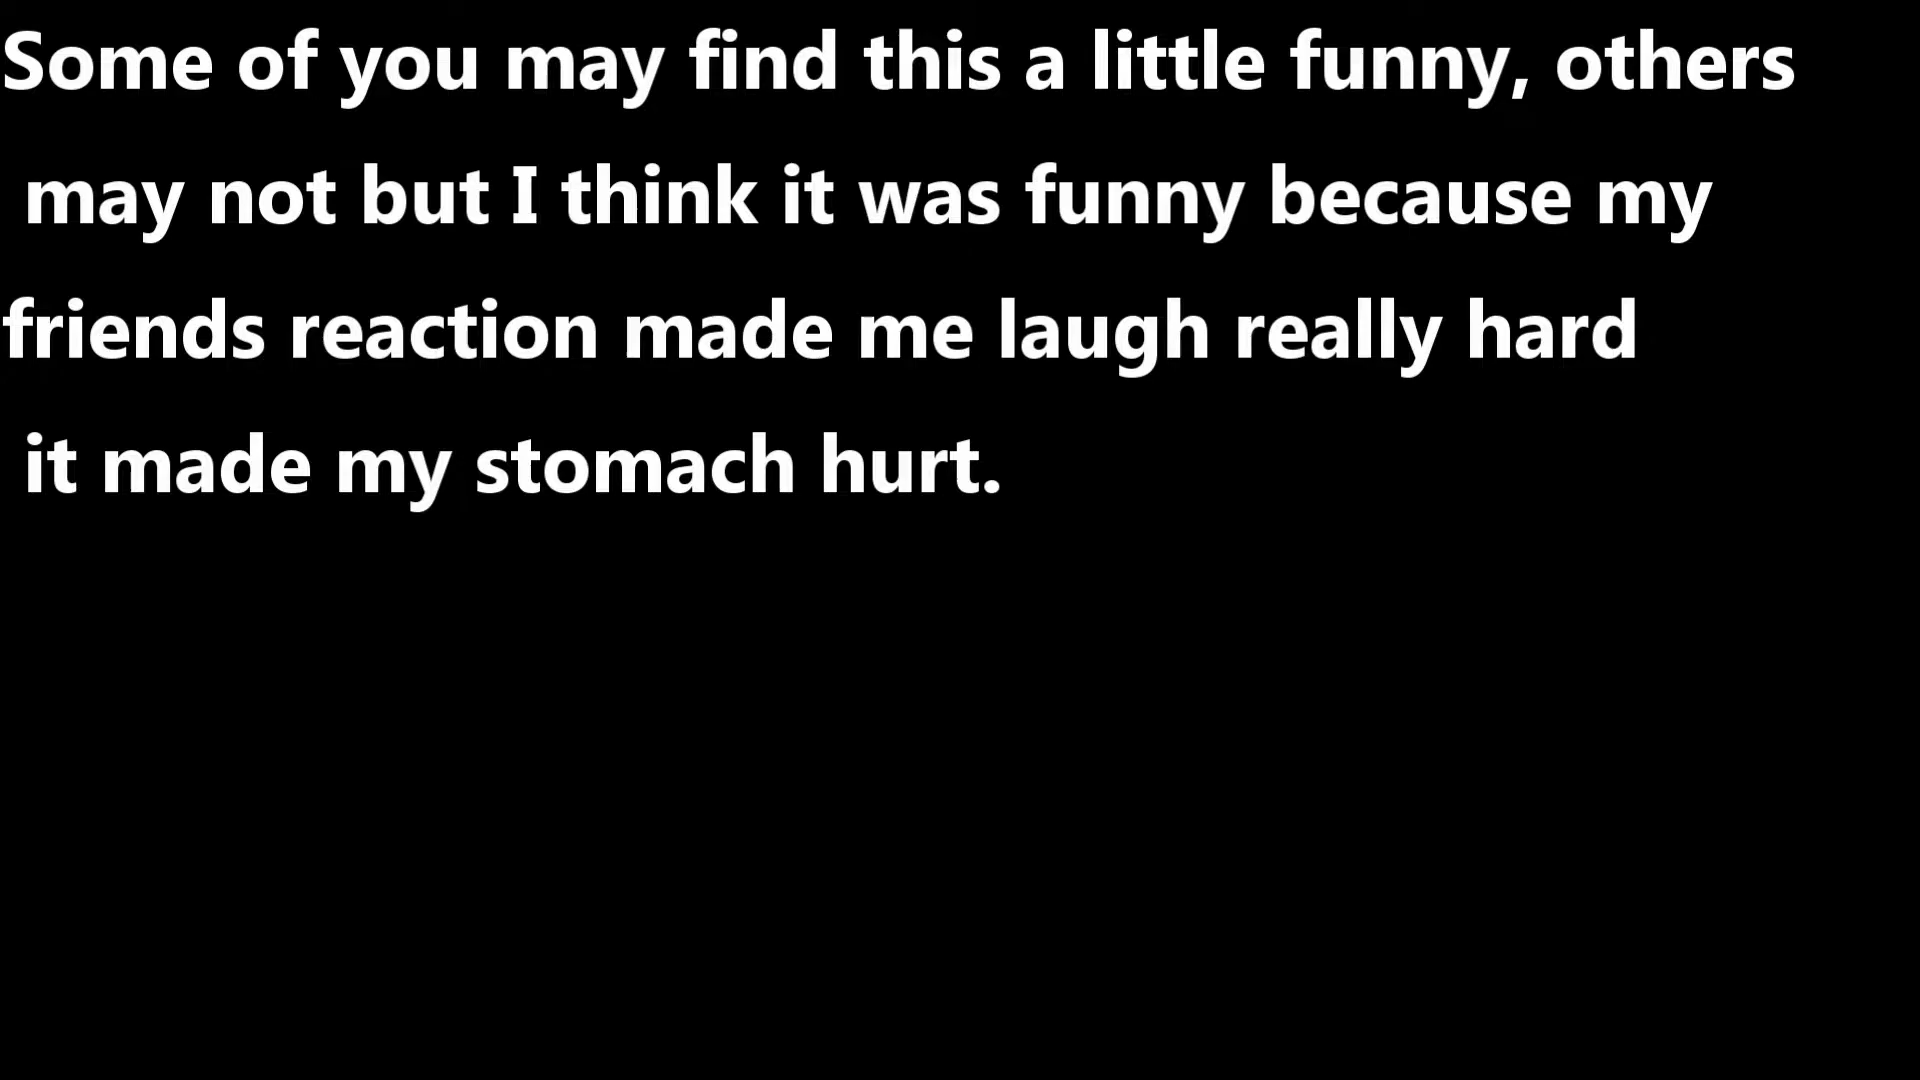 Some of you may find this a little funny, others
may not but I think it was funny because my
friends reaction made me laugh really hard
it made my stomach hurt.